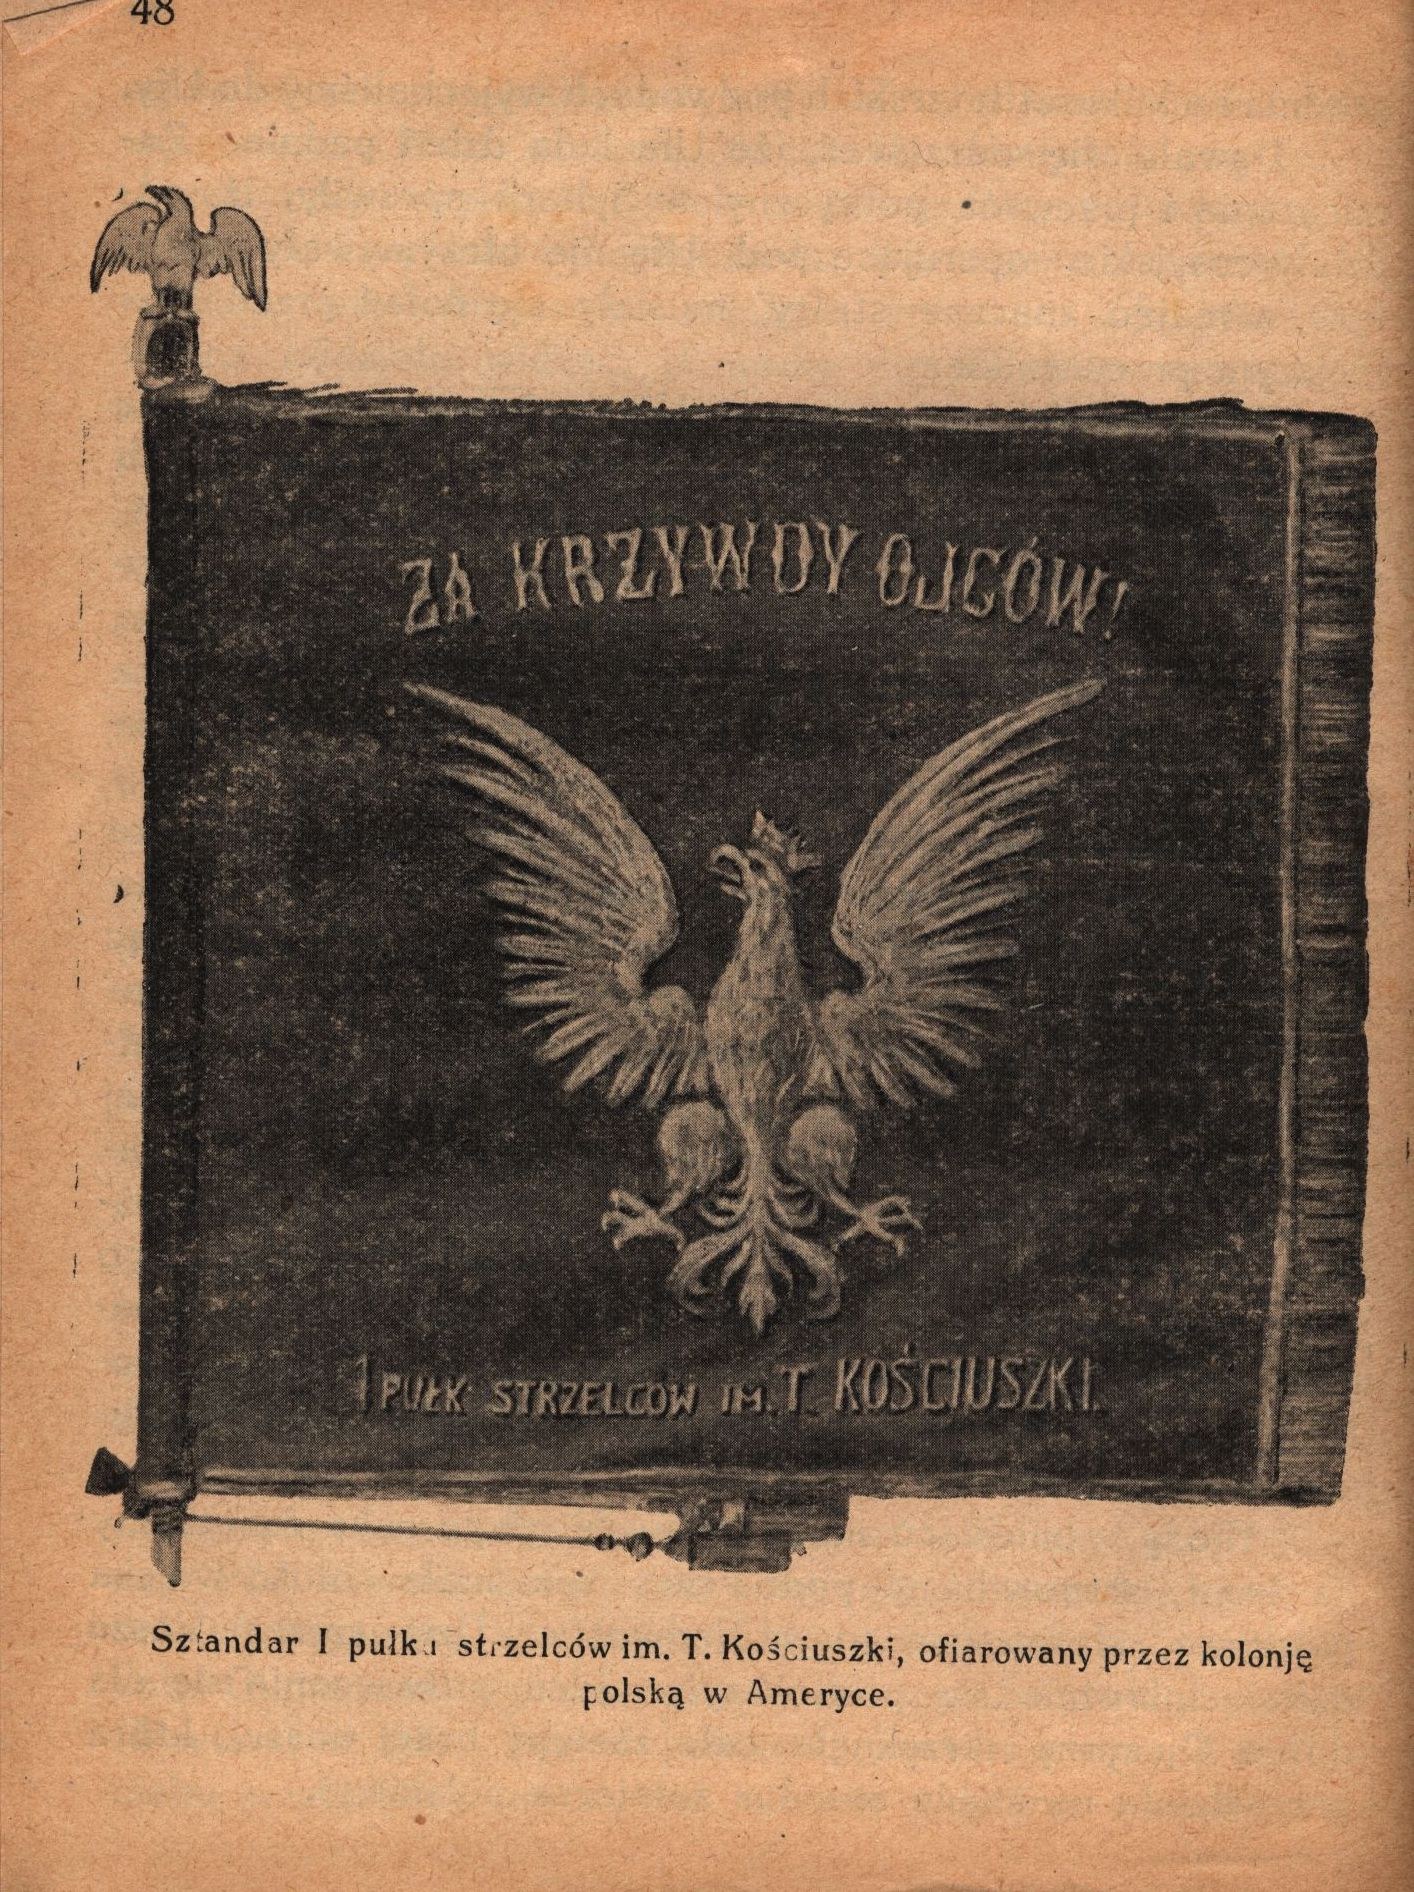 48
ZA KRZYWDY OJCÓW!
1 PUŁK STRZELCÓW IM. T. KOŚCIUSZKI.
Sztandar I pułku strzelców im. T. Kościuszki, ofiarowany przez kolonję
polską w Ameryce.